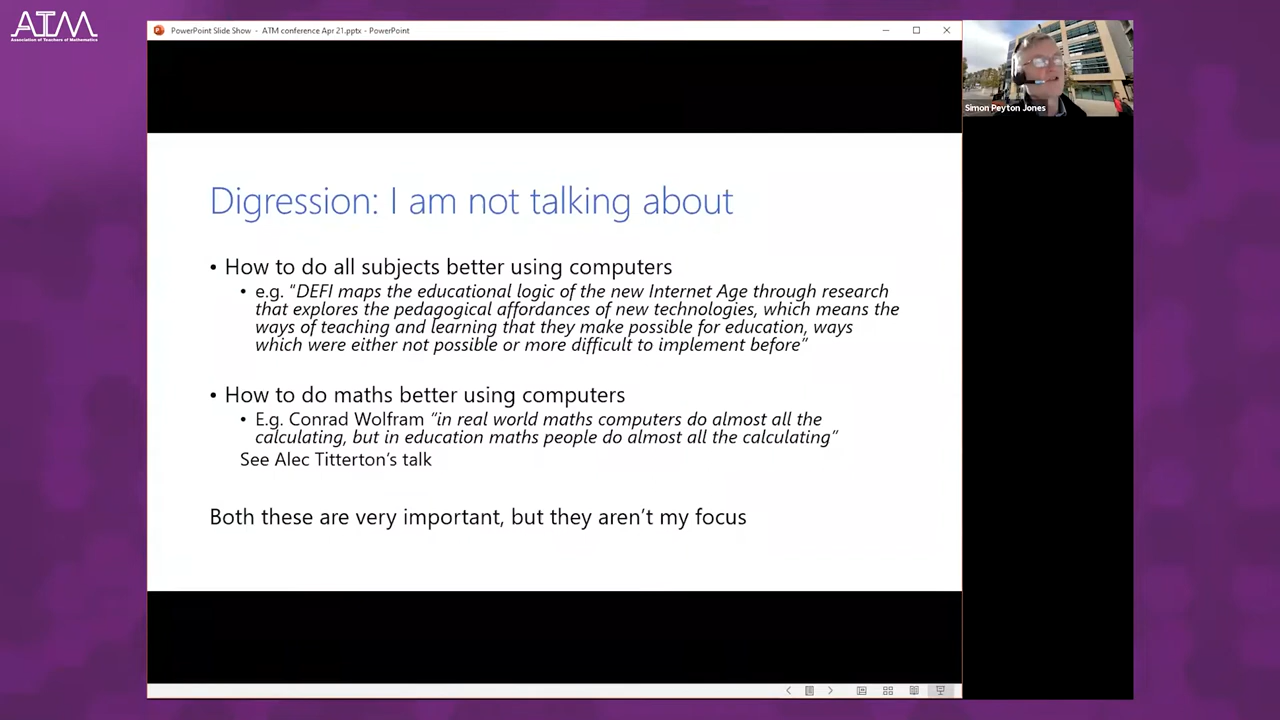 ATM
Association of Teachers of Mathematics
PowerPoint Slide Show - ATM conference Apr 21.pptx - PowerPoint
Simon Peyton Jones
Digression: I am not talking about
• How to do all subjects better using computers
• e.g. “DEFI maps the educational logic of the new Internet Age through research
that explores the pedagogical affordances of new technologies, which means the
ways of teaching and learning that they make possible for education, ways
which were either not possible or more difficult to implement before”
• How to do maths better using computers
• E.g. Conrad Wolfram “in real world maths computers do almost all the
calculating, but in education maths people do almost all the calculating”
See Alec Titterton’s talk
Both these are very important, but they aren’t my focus